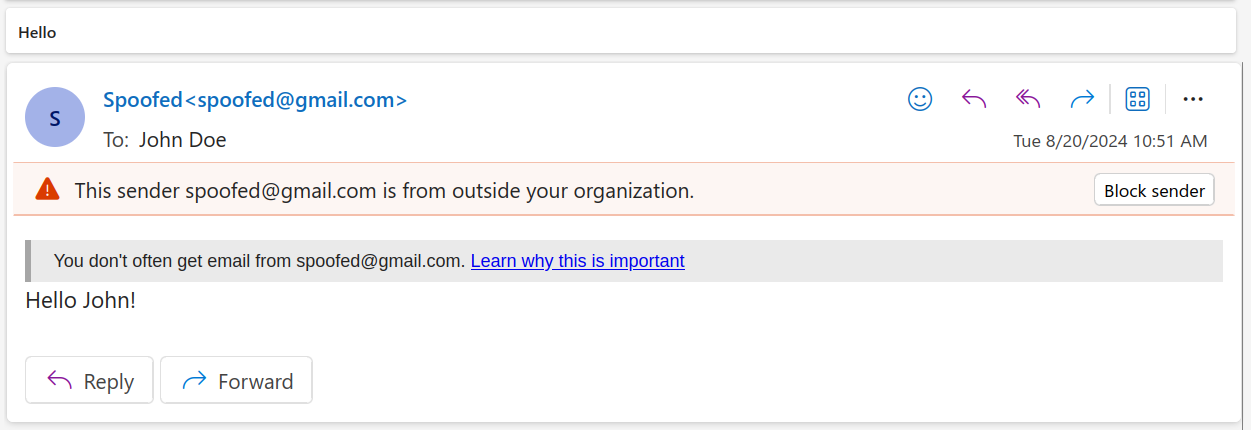 Hello
S
Spoofed<spoofed@gmail.com>
To: John Doe
Tue 8/20/2024 10:51 AM
This sender spoofed@gmail.com is from outside your organization.
Block sender
You don't often get email from spoofed@gmail.com. Learn why this is important
Hello John!
Reply
Forward